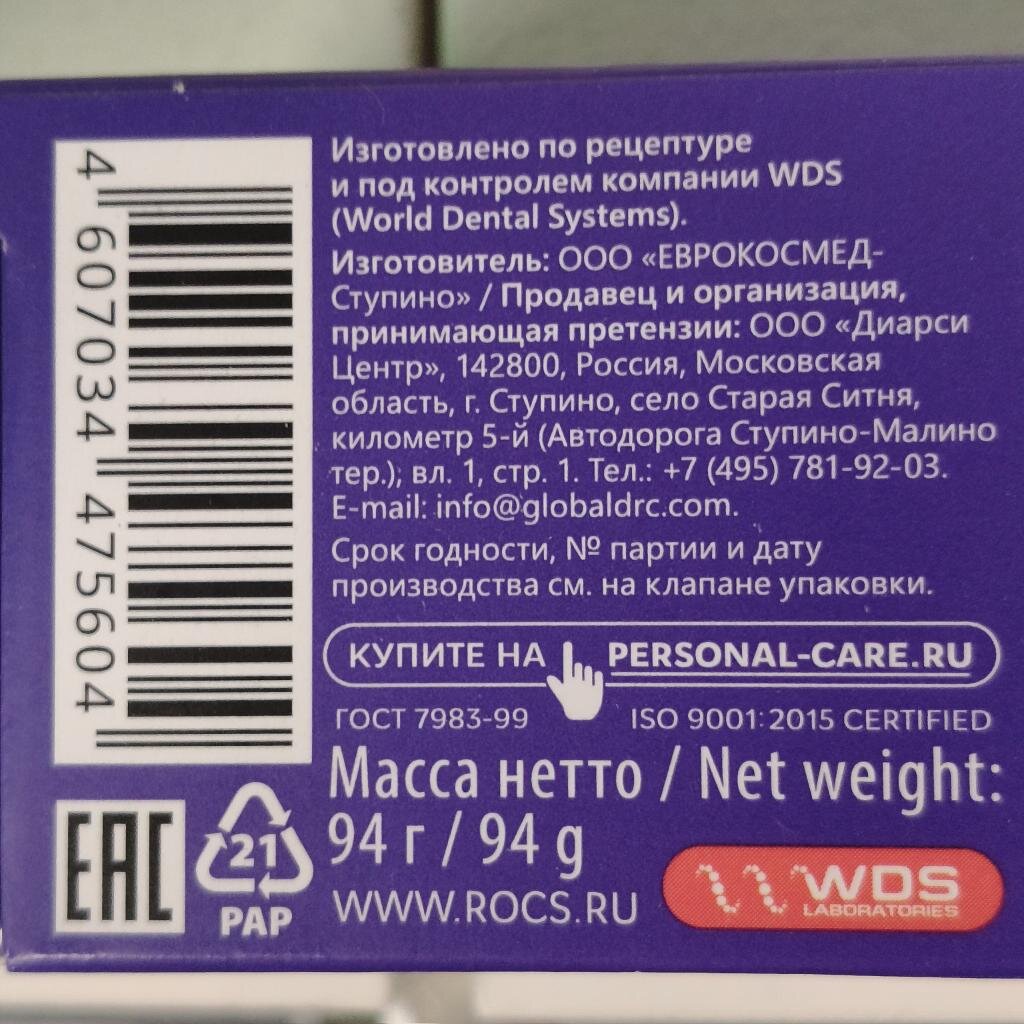 4 607034 475604
Изготовлено по рецептуре
и под контролем компании WDS
(World Dental Systems).
Изготовитель: ООО «ЕВРОКОСМЕД-
Ступино» / Продавец и организация,
принимающая претензии: ООО «Диарси
Центр», 142800, Россия, Московская
область, г. Ступино, село Старая Ситня,
километр 5-й (Автодорога Ступино-Малино
тер.), вл. 1, стр. 1. Тел.: +7 (495) 781-92-03.
E-mail: info@globaldrc.com.
Срок годности, № партии и дату
производства см. на клапане упаковки.
КУПИТЕ НА PERSONAL-CARE.RU
ГОСТ 7983-99 ISO 9001:2015 CERTIFIED
Масса нетто / Net weight:
94 г / 94 g
WWW.ROCS.RU
EAC
21
PAP
WDS
LABORATORIES